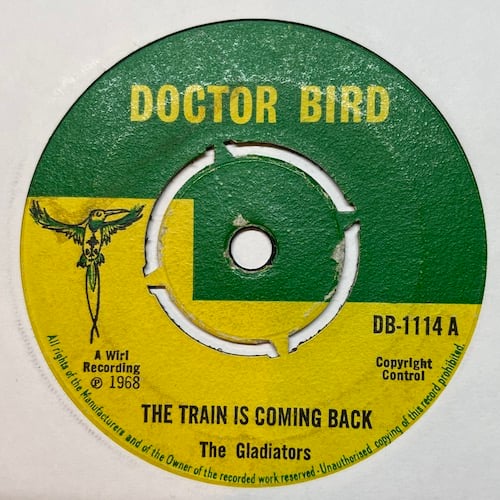 DOCTOR BIRD
DB-1114 A
A Wirl
Recording
℗ 1968
Copyright
Control
THE TRAIN IS COMING BACK
The Gladiators
All rights of the Manufacturers and of the Owner of the recorded work reserved - Unauthorised copying of this recording prohibited.